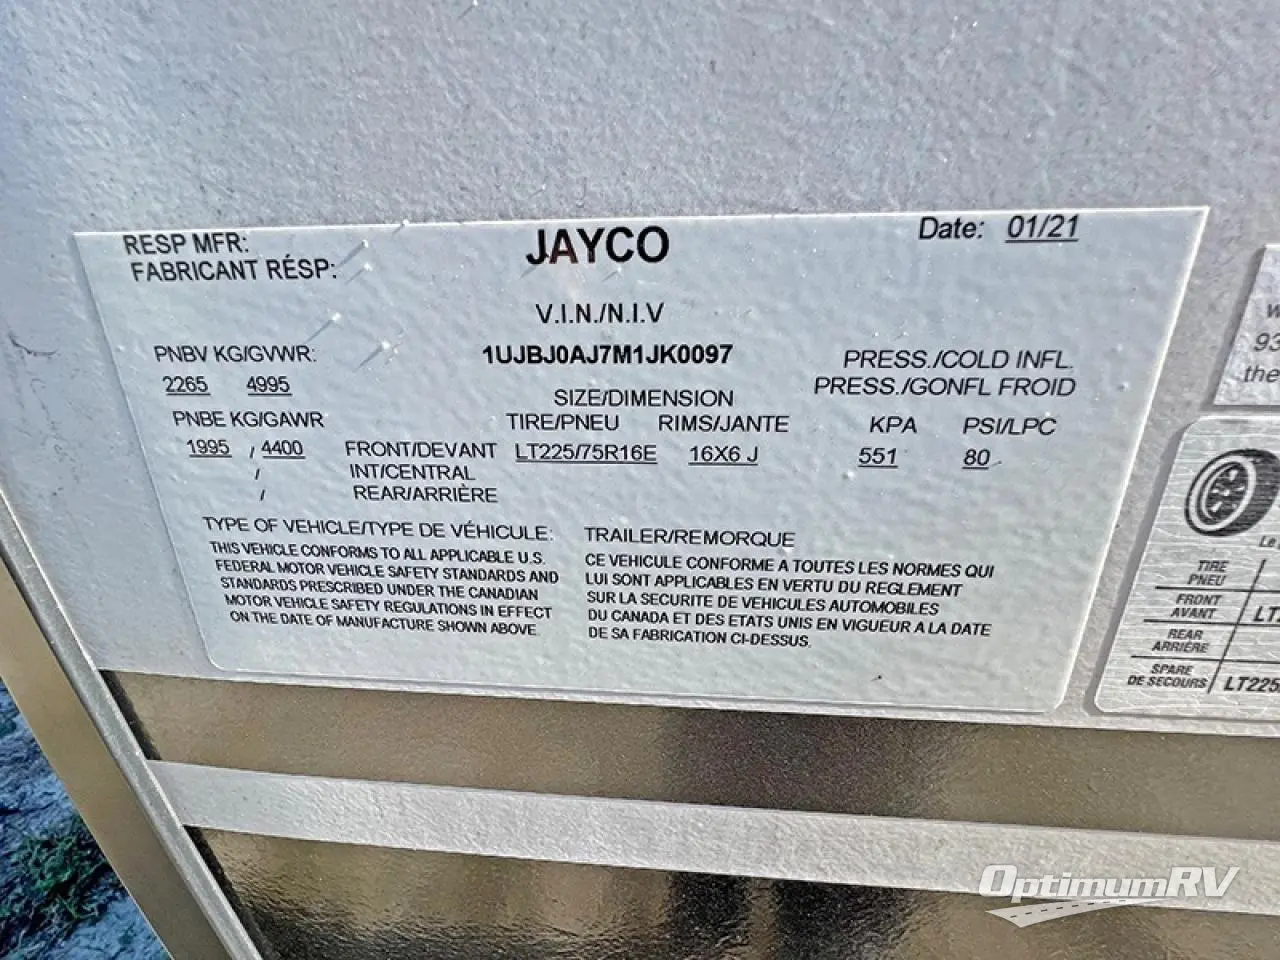 RESP MFR:
FABRICANT RÉSP:
JAYCO
Date: 01/21
V.I.N./N.I.V
1UJBJ0AJ7M1JK0097
PNBV KG/GVWR:
2265 4995
PNBE KG/GAWR
1995 / 4400
SIZE/DIMENSION
TIRE/PNEU RIMS/JANTE
PRESS./COLD INFL.
PRESS./GONFL FROID
KPA PSI/LPC
FRONT/DEVANT LT225/75R16E 16X6 J 551 80
/ INT/CENTRAL
/ REAR/ARRIÈRE
TYPE OF VEHICLE/TYPE DE VÉHICULE: TRAILER/REMORQUE
THIS VEHICLE CONFORMS TO ALL APPLICABLE U.S.
FEDERAL MOTOR VEHICLE SAFETY STANDARDS AND
STANDARDS PRESCRIBED UNDER THE CANADIAN
MOTOR VEHICLE SAFETY REGULATIONS IN EFFECT
ON THE DATE OF MANUFACTURE SHOWN ABOVE.
CE VEHICULE CONFORME A TOUTES LES NORMES QUI
LUI SONT APPLICABLES EN VERTU DU REGLEMENT
SUR LA SECURITE DE VEHICULES AUTOMOBILES
DU CANADA ET DES ETATS UNIS EN VIGUEUR A LA DATE
DE SA FABRICATION CI-DESSUS.
w
93
the
Le
TIRE
PNEU
FRONT
AVANT LT
REAR
ARRIÈRE
SPARE
DE SECOURS LT225
OptimumRV